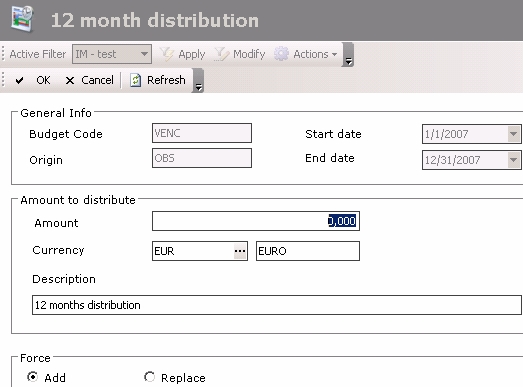 12 month distribution
Active Filter IM - test Apply Modify Actions
OK Cancel Refresh
General Info
Budget Code VENC Start date 1/1/2007
Origin OBS End date 12/31/2007
Amount to distribute
Amount 0,000
Currency EUR ... EURO
Description
12 months distribution
Force
Add Replace